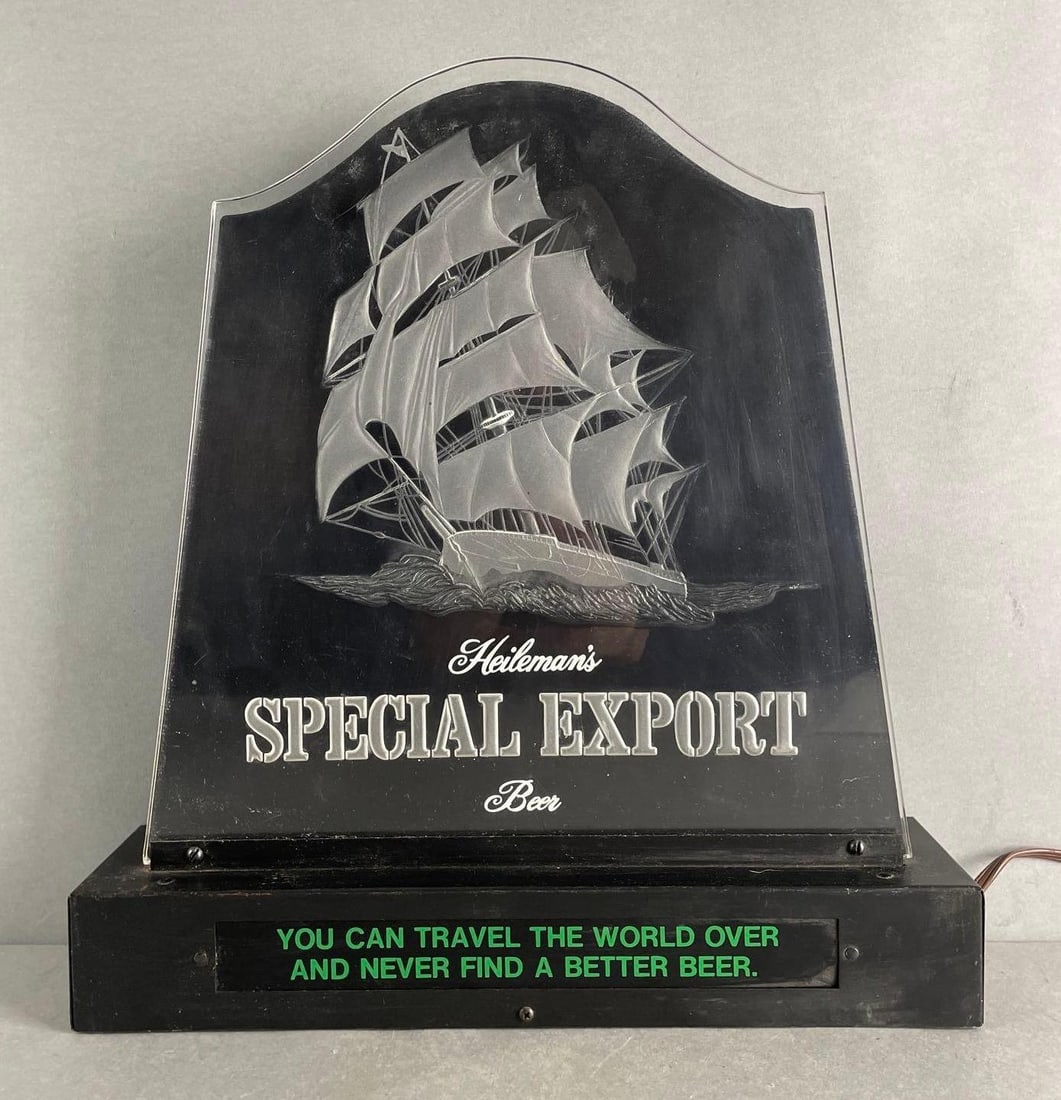 Heileman's
SPECIAL EXPORT
Beer
YOU CAN TRAVEL THE WORLD OVER
AND NEVER FIND A BETTER BEER.